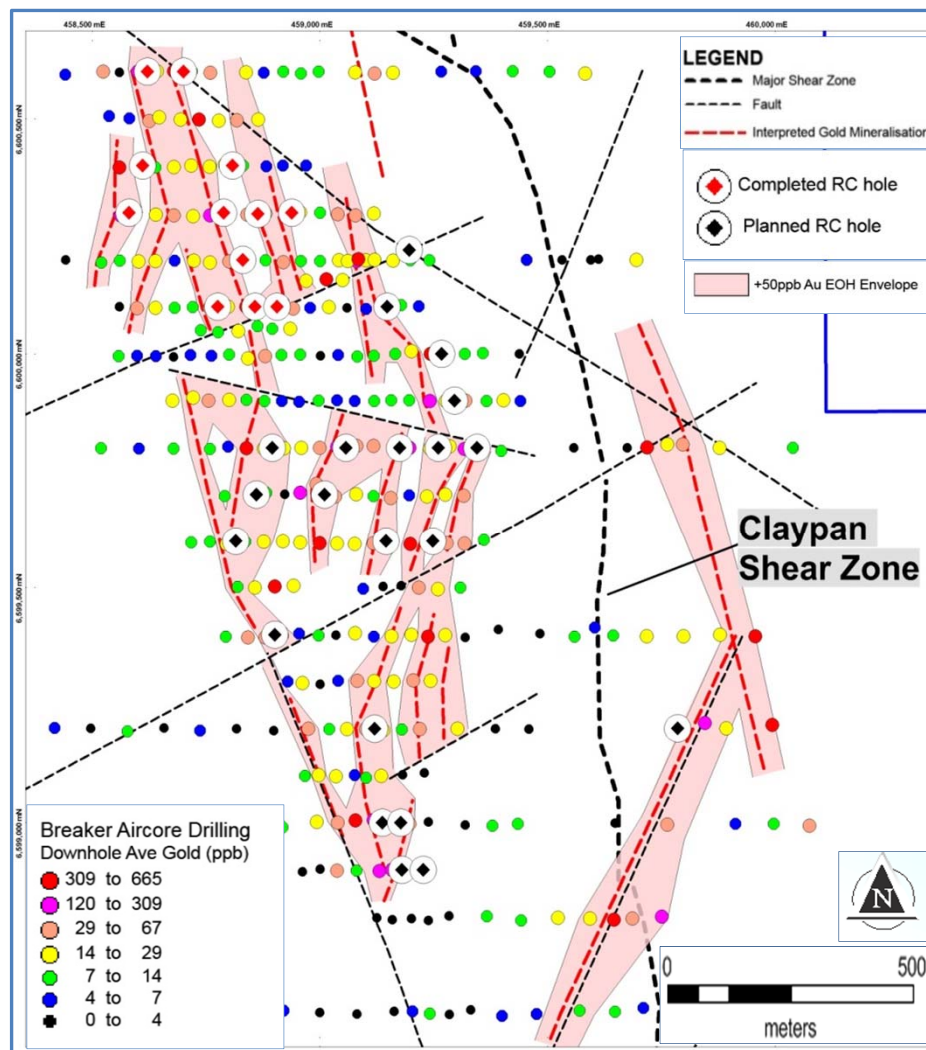 458,500 mE
459,000 mE
459,500 mE
460,000 mE
6,600,500 mN
6,600,000 mN
6,599,500 mN
6,599,000 mN
LEGEND
Major Shear Zone
Fault
Interpreted Gold Mineralisation
Completed RC hole
Planned RC hole
+50ppb Au EOH Envelope
Claypan
Shear Zone
Breaker Aircore Drilling
Downhole Ave Gold (ppb)
309 to 665
120 to 309
29 to 67
14 to 29
7 to 14
4 to 7
0 to 4
N
0 500
meters